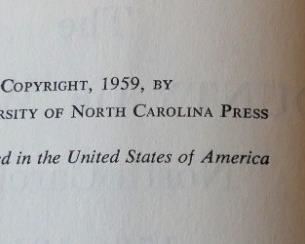 COPYRIGHT, 1959, BY
RSITY OF NORTH CAROLINA PRESS
ed in the United States of America